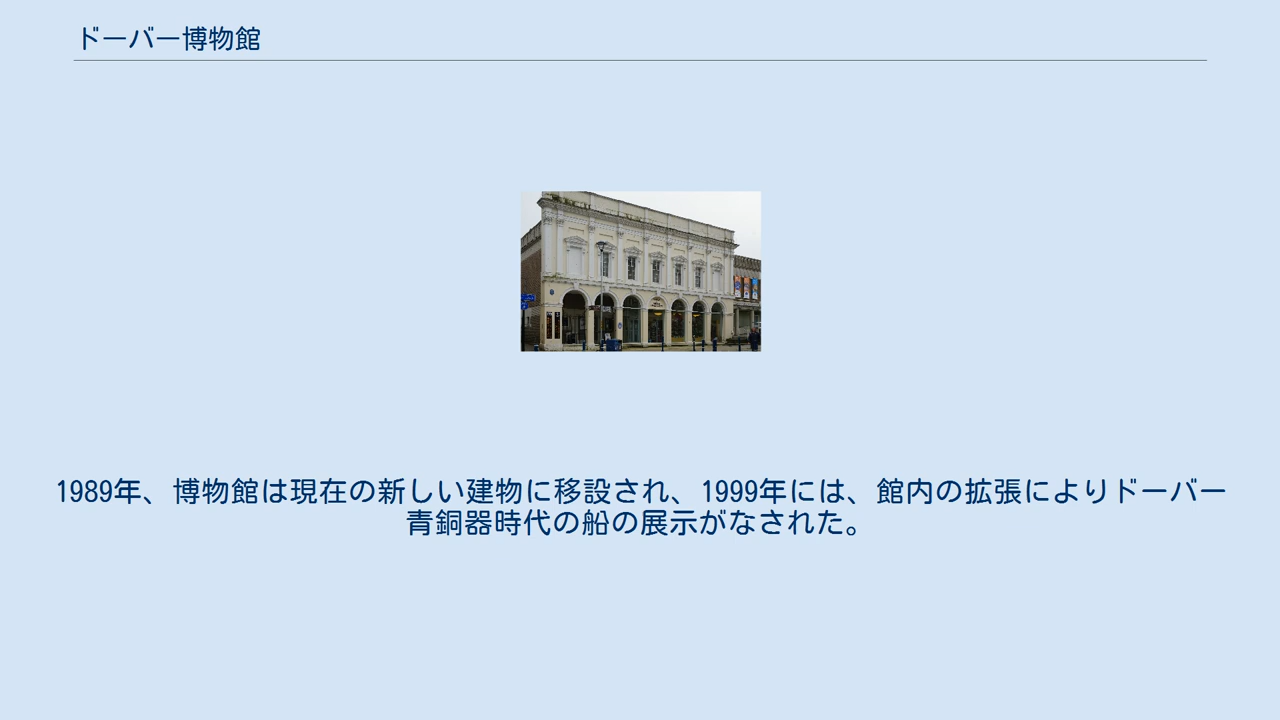 ドーバー博物館
1989年、博物館は現在の新しい建物に移設され、1999年には、館内の拡張によりドーバー
青銅器時代の船の展示がなされた。